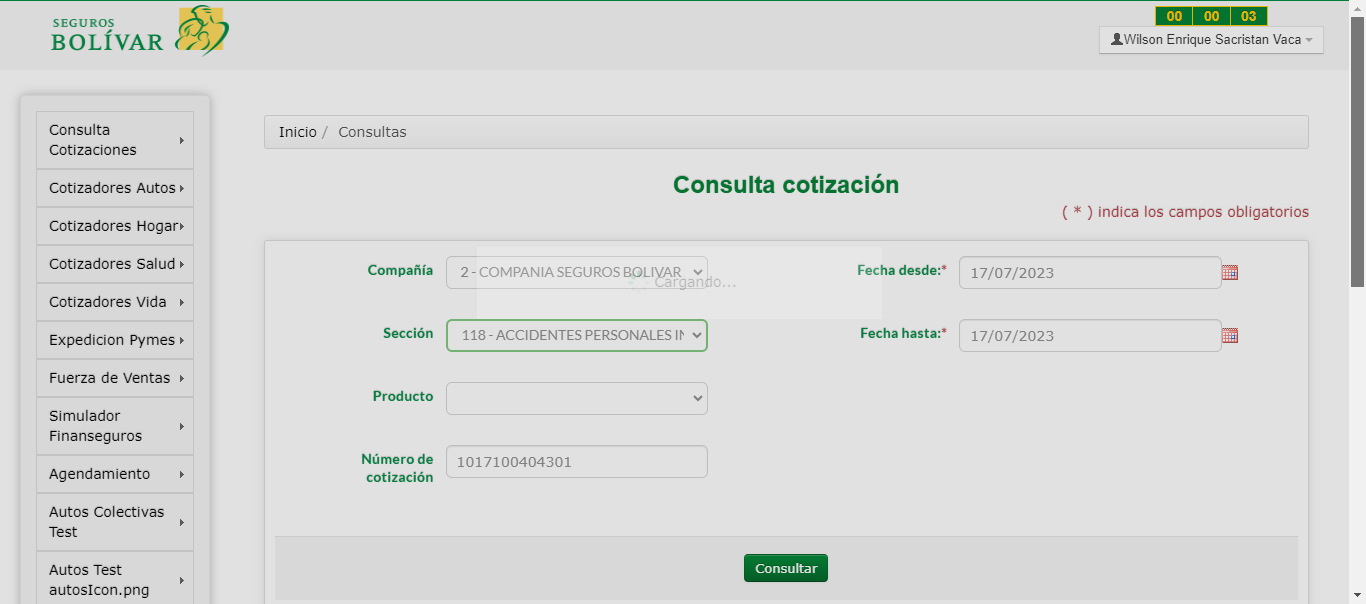 SEGUROS
BOLÍVAR
00 00 03
Wilson Enrique Sacristan Vaca
Consulta
Cotizaciones
Cotizadores Autos
Cotizadores Hogar
Cotizadores Salud
Cotizadores Vida
Expedicion Pymes
Fuerza de Ventas
Simulador
Finanseguros
Agendamiento
Autos Colectivas
Test
Autos Test
autosIcon.png
Inicio / Consultas
Consulta cotización
( * ) indica los campos obligatorios
Compañía 2 - COMPANIA SEGUROS BOLIVAR Fecha desde:* 17/07/2023
Cargando...
Sección 118 - ACCIDENTES PERSONALES IN Fecha hasta:* 17/07/2023
Producto
Número de
cotización 1017100404301
Consultar